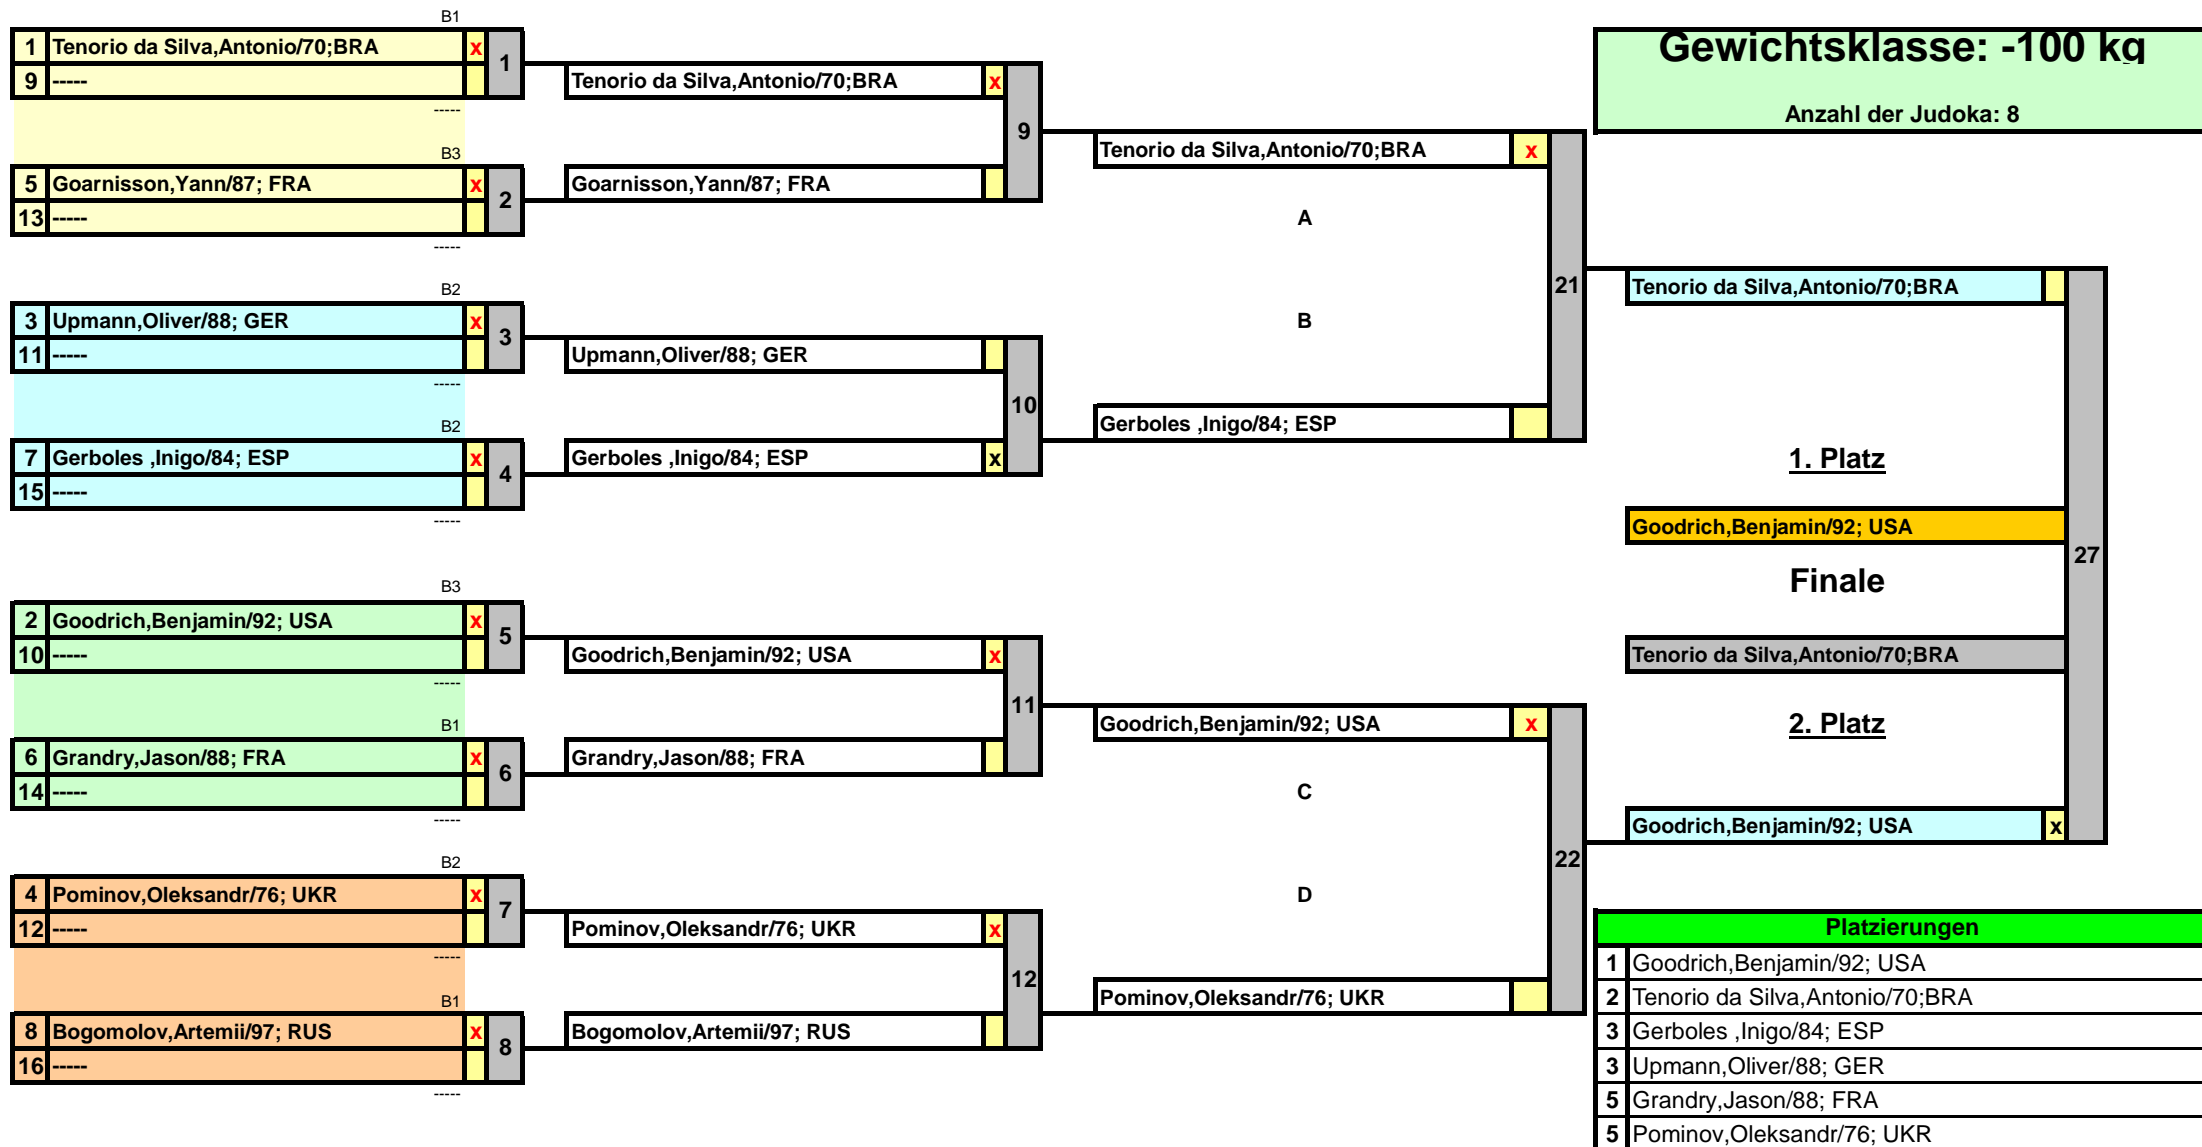 B1
1 Tenorio da Silva,Antonio/70;BRA x
1
9 -----
-----
B3
5 Goarnisson,Yann/87; FRA x
2
13 -----
-----
B2
3 Upmann,Oliver/88; GER x
3
11 -----
-----
B2
7 Gerboles ,Inigo/84; ESP x
4
15 -----
-----
B3
2 Goodrich,Benjamin/92; USA x
5
10 -----
-----
B1
6 Grandry,Jason/88; FRA x
6
14 -----
-----
B2
4 Pominov,Oleksandr/76; UKR x
7
12 -----
-----
B1
8 Bogomolov,Artemii/97; RUS x
8
16 -----
-----
Tenorio da Silva,Antonio/70;BRA x
9
Goarnisson,Yann/87; FRA
Upmann,Oliver/88; GER
10
Gerboles ,Inigo/84; ESP x
Goodrich,Benjamin/92; USA x
11
Grandry,Jason/88; FRA
Pominov,Oleksandr/76; UKR x
12
Bogomolov,Artemii/97; RUS
Tenorio da Silva,Antonio/70;BRA x
A
21
B
Gerboles ,Inigo/84; ESP
Goodrich,Benjamin/92; USA x
C
22
D
Pominov,Oleksandr/76; UKR
Gewichtsklasse: -100 kg
Anzahl der Judoka: 8
Tenorio da Silva,Antonio/70;BRA
1. Platz
Goodrich,Benjamin/92; USA
27
Finale
Tenorio da Silva,Antonio/70;BRA
2. Platz
Goodrich,Benjamin/92; USA x
Platzierungen
1 Goodrich,Benjamin/92; USA
2 Tenorio da Silva,Antonio/70;BRA
3 Gerboles ,Inigo/84; ESP
3 Upmann,Oliver/88; GER
5 Grandry,Jason/88; FRA
5 Pominov,Oleksandr/76; UKR